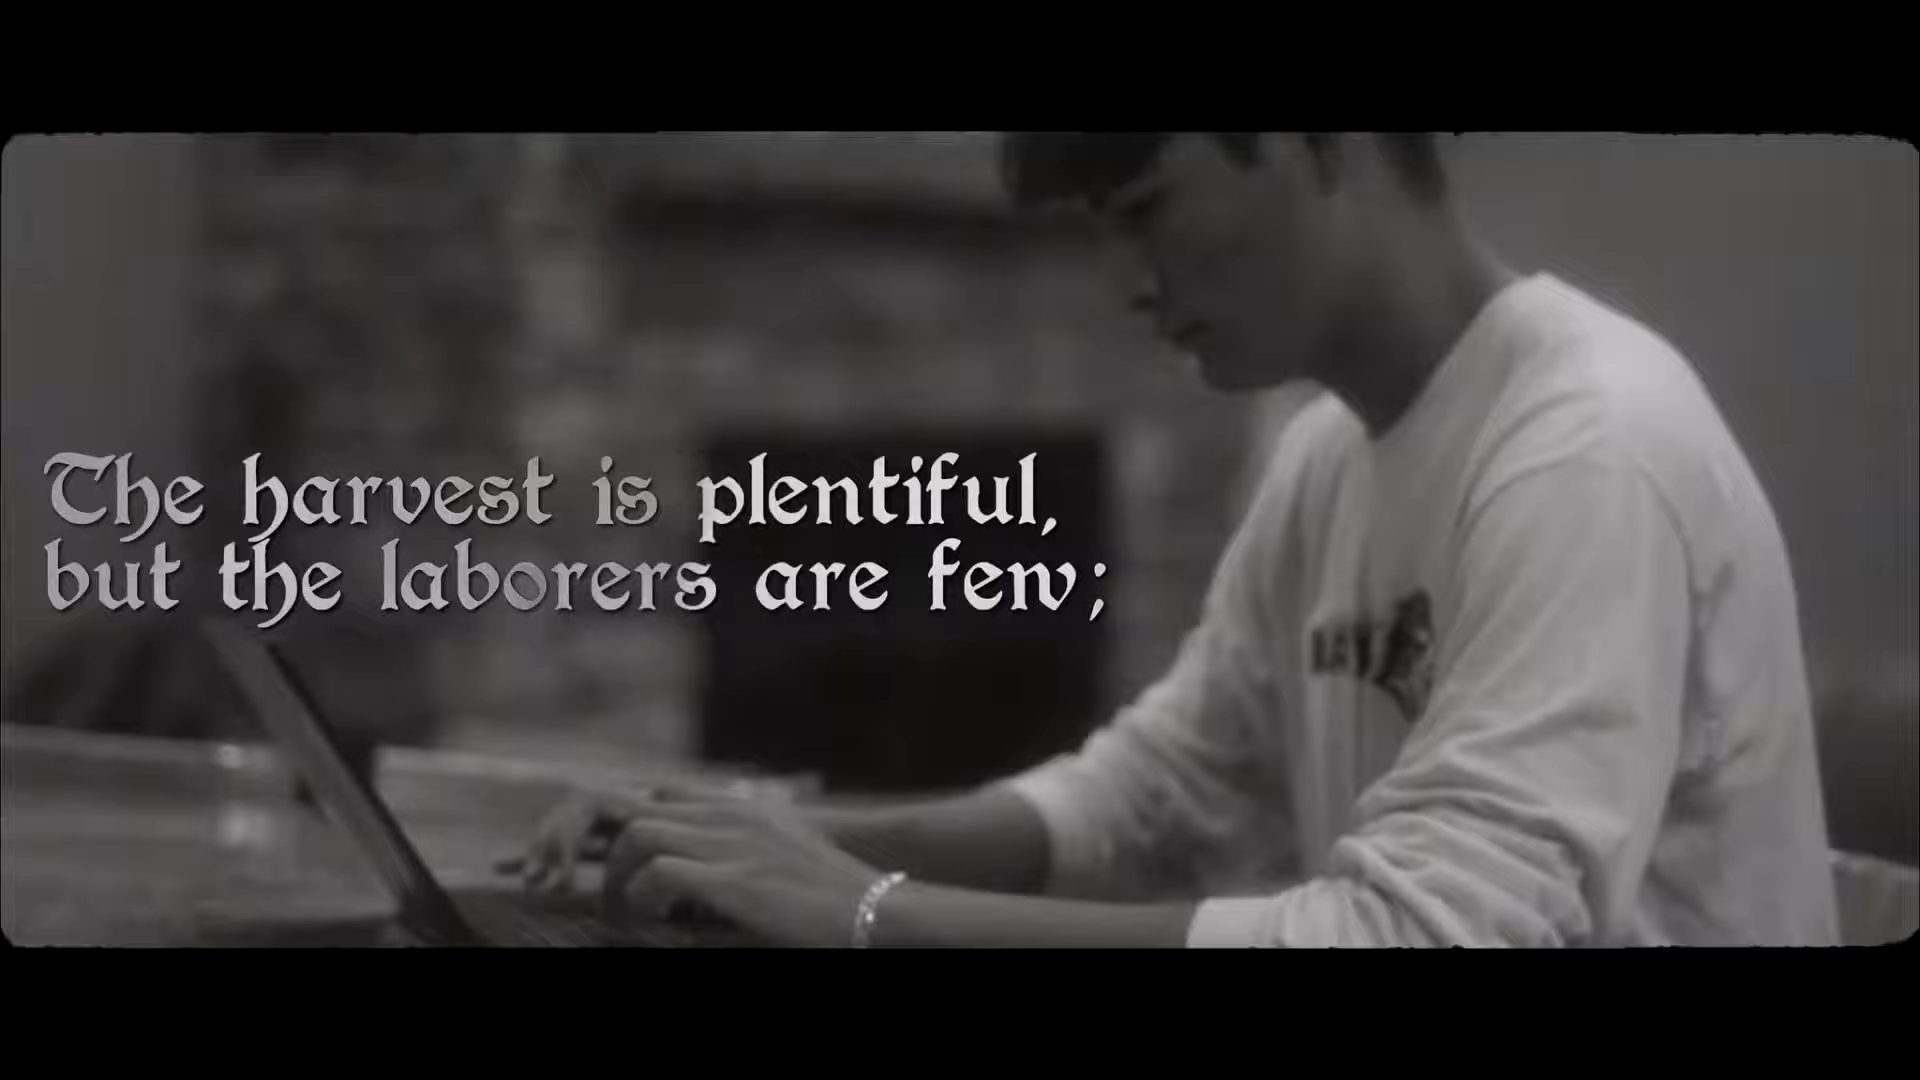 The harvest is plentiful,
but the laborers are few;